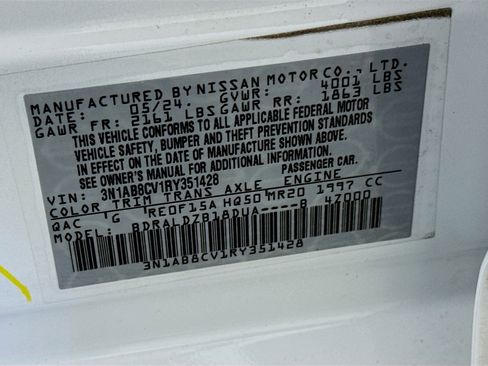 MANUFACTURED BY NISSAN MOTOR CO., LTD.
DATE: 05/24 GVWR: 4001 LBS
GAWR FR: 2161 LBS GAWR RR: 1863 LBS
THIS VEHICLE CONFORMS TO ALL APPLICABLE FEDERAL MOTOR
VEHICLE SAFETY, BUMPER AND THEFT PREVENTION STANDARDS
IN EFFECT ON THE DATE OF MANUFACTURE SHOWN ABOVE.
SEE OWNER'S MANUAL FOR ADDITIONAL INFORMATION.
VIN: 3N1AB8CV1RY351428 PASSENGER CAR.
COLOR TRIM TRANS AXLE ENGINE
QAC G RE0F15A HQ50 MR20 1997 CC
MODEL: BDRALDZB18DUA----B 47000
3N1AB8CV1RY351428